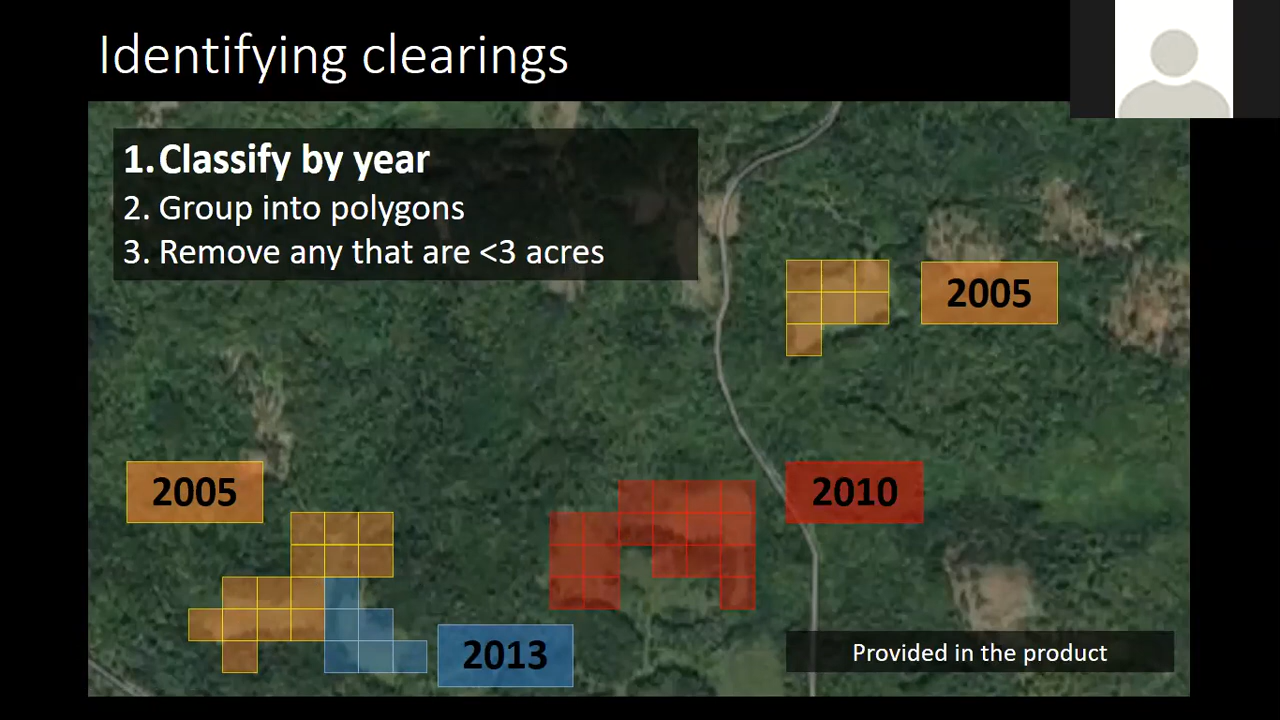 Identifying clearings
1. Classify by year
2. Group into polygons
3. Remove any that are <3 acres
2005
2005
2010
2013
Provided in the product